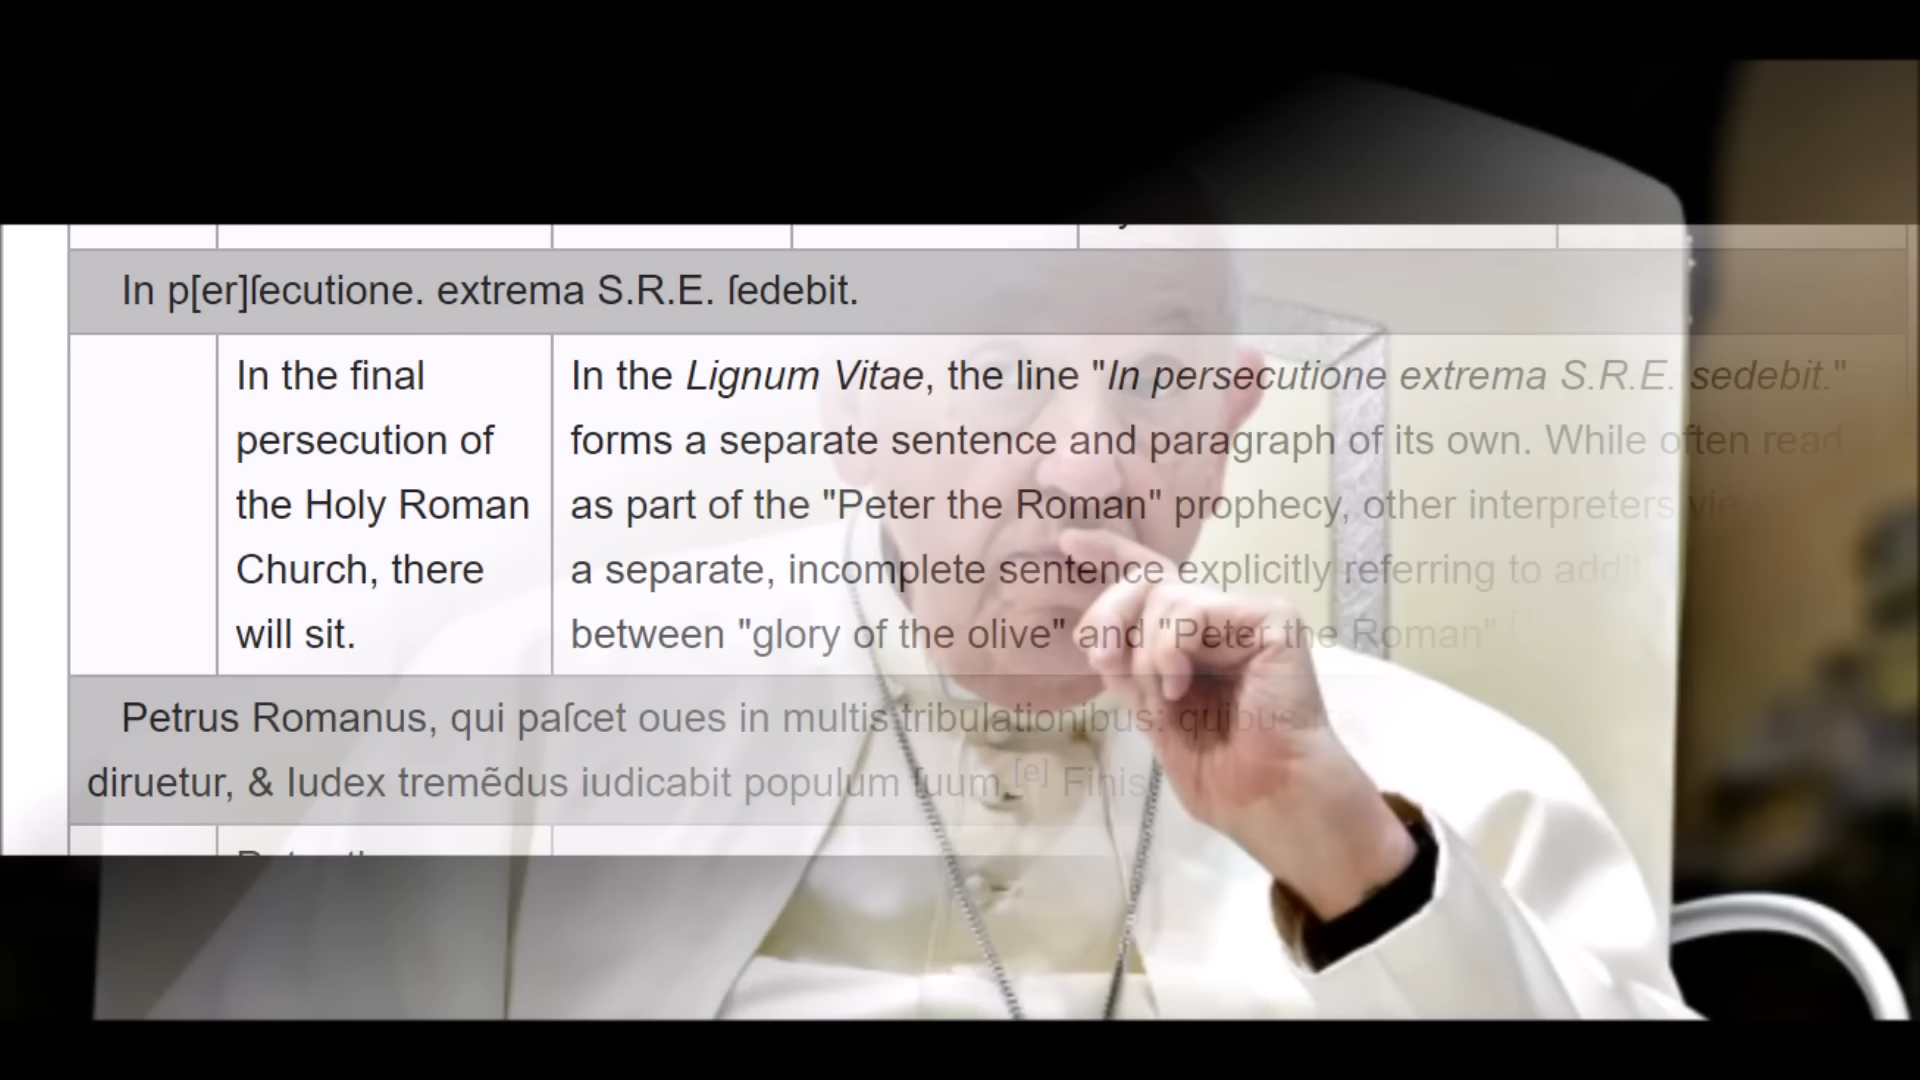 In p[er]ſecutione. extrema S.R.E. ſedebit.
In the final
persecution of
the Holy Roman
Church, there
will sit.
In the Lignum Vitae, the line "In persecutione extrema S.R.E. sedebit."
forms a separate sentence and paragraph of its own. While often read
as part of the "Peter the Roman" prophecy, other interpreters
a separate, incomplete sentence explicitly referring to
between "glory of the olive" and "Peter the Roman"
Petrus Romanus, qui paſcet oues in multis tribulationibus: quibus
diruetur, & Iudex tremẽdus iudicabit populum ſuum.[e] Finis